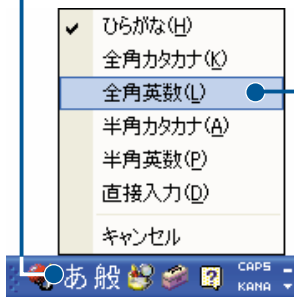 ひらがな(H)
全角カタカナ(K)
全角英数(L)
半角カタカナ(A)
半角英数(P)
直接入力(D)
キャンセル
あ 般 ? CAPS
KANA